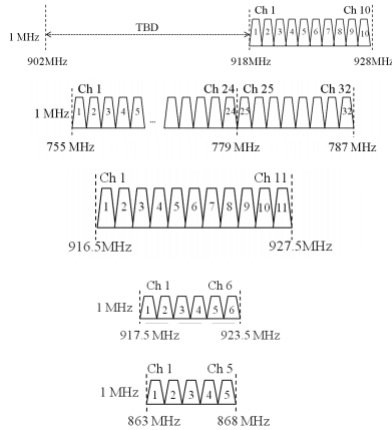 Ch 1 Ch 10
TBD
1 MHz 1 2 3 4 5 6 7 8 9 10
902MHz 918MHz 928MHz
Ch 1 Ch 24 Ch 25 Ch 32
1 MHz 1 2 3 4 5 ... 24 25 32
755 MHz 779 MHz 787 MHz
Ch 1 Ch 11
1 2 3 4 5 6 7 8 9 10 11
916.5MHz 927.5MHz
Ch 1 Ch 6
1 MHz 1 2 3 4 5 6
917.5 MHz 923.5 MHz
Ch 1 Ch 5
1 MHz 1 2 3 4 5
863 MHz 868 MHz